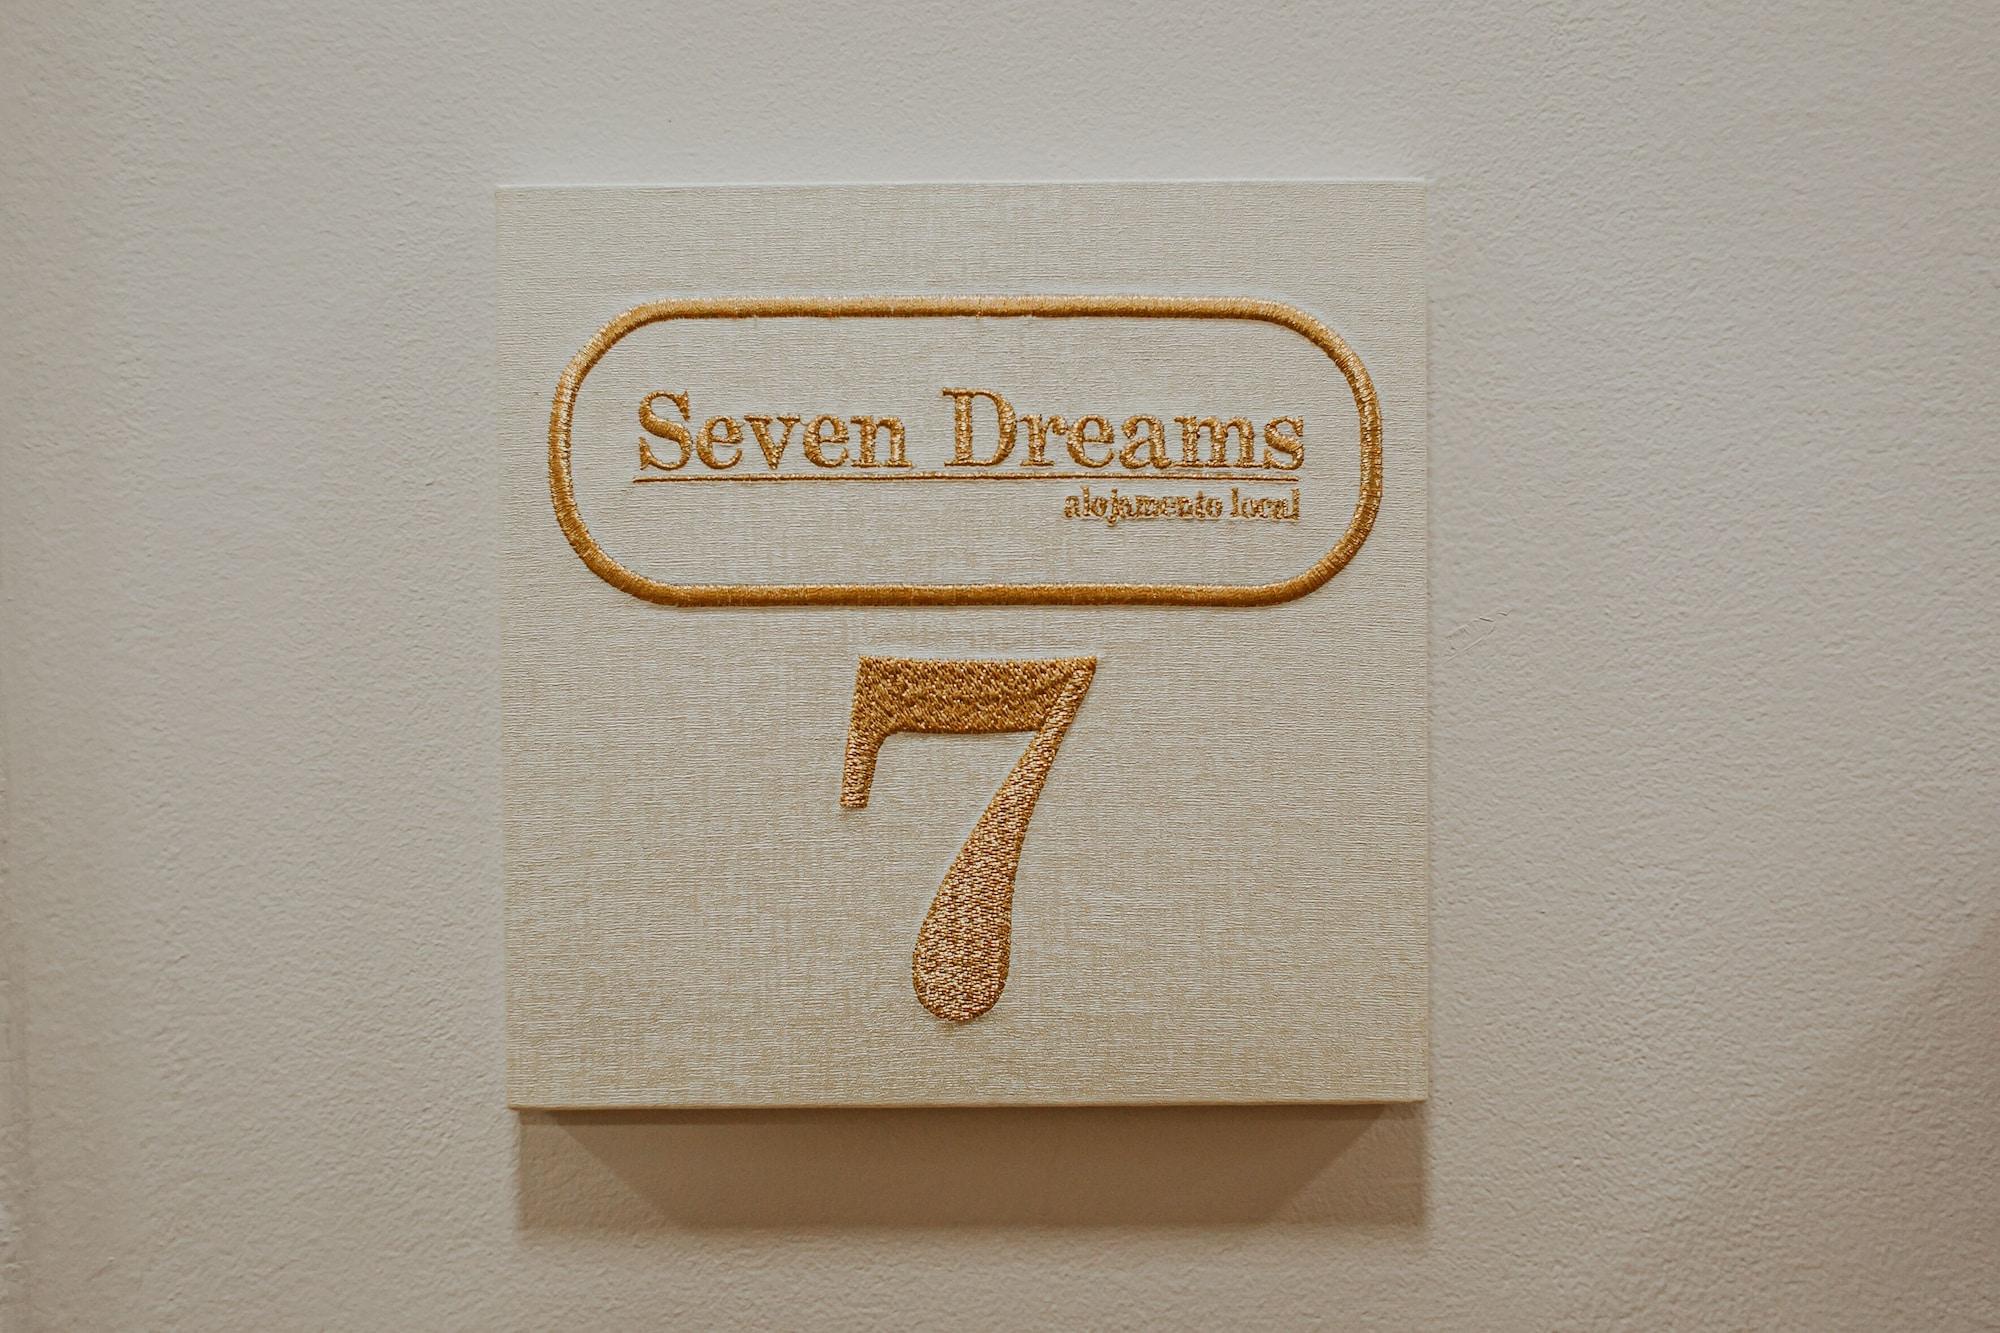 Seven Dreams
alojamento local
7